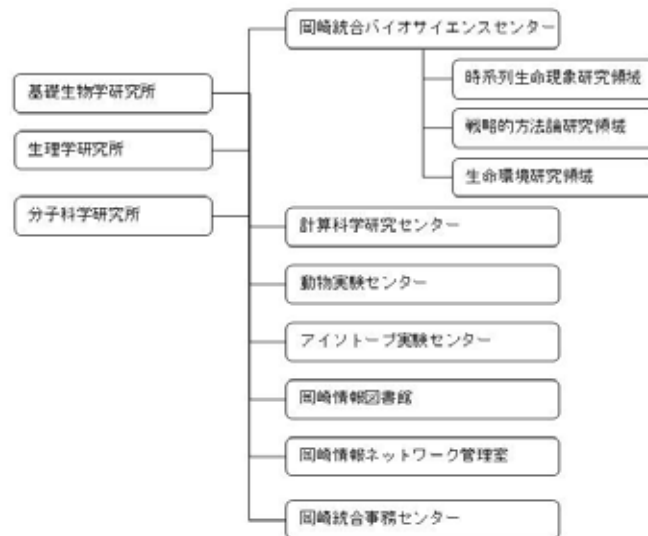 岡崎統合バイオサイエンスセンター
時系列生命現象研究領域
戦略的方法論研究領域
生命環境研究領域
基礎生物学研究所
生理学研究所
分子科学研究所
計算科学研究センター
動物実験センター
アイソトープ実験センター
岡崎情報図書館
岡崎情報ネットワーク管理室
岡崎統合事務センター